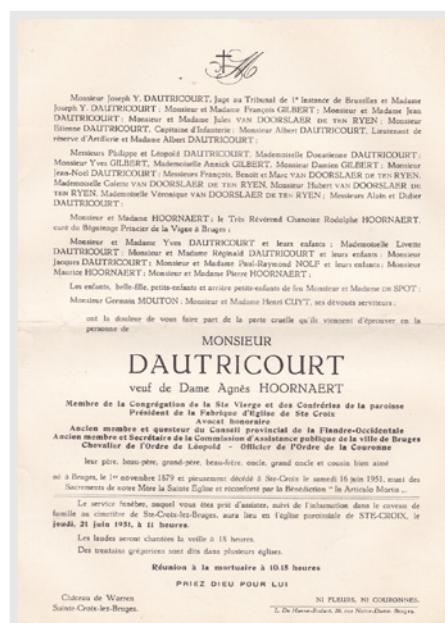 Monsieur Joseph Y. DAUTRICOURT, Juge au Tribunal de 1e Instance de Bruxelles et Madame
Joseph Y. DAUTRICOURT ; Monsieur et Madame François GILBERT ; Monsieur et Madame Jean
DAUTRICOURT ; Monsieur et Madame Jules VAN DOORSLAER DE TEN RYEN ; Monsieur
Etienne DAUTRICOURT, Capitaine d'Infanterie ; Monsieur Albert DAUTRICOURT, Lieutenant de
réserve d'Artillerie et Madame Albert DAUTRICOURT ;
Messieurs Philippe et Léopold DAUTRICOURT, Mademoiselle Donatienne DAUTRICOURT ;
Monsieur Yves GILBERT, Mademoiselle Annick GILBERT, Monsieur Damien GILBERT ; Monsieur
Jean-Noël DAUTRICOURT ; Messieurs François, Benoit et Marc VAN DOORSLAER DE TEN RYEN,
Mademoiselle Colette VAN DOORSLAER DE TEN RYEN, Monsieur Hubert VAN DOORSLAER DE
TEN RYEN, Mademoiselle Véronique VAN DOORSLAER DE TEN RYEN ; Messieurs Alain et Didier
DAUTRICOURT ;
Monsieur et Madame HOORNAERT ; le Très Révérend Chanoine Rodolphe HOORNAERT,
curé du Béguinage Princier de la Vigne à Bruges ;
Monsieur et Madame Yves DAUTRICOURT et leurs enfants ; Mademoiselle Livette
DAUTRICOURT ; Monsieur et Madame Réginald DAUTRICOURT et leurs enfants ; Monsieur
Jacques DAUTRICOURT ; Monsieur et Madame Paul-Raymond NOLF et leurs enfants ; Monsieur
Maurice HOORNAERT ; Monsieur et Madame Pierre HOORNAERT ;
Les enfants, belle-fille, petits-enfants et arrière petits-enfants de feu Monsieur et Madame DE SPOT ;
Monsieur Germain MOUTON ; Monsieur et Madame Henri CUYT, ses dévoués serviteurs ;
ont la douleur de vous faire part de la perte cruelle qu'ils viennent d'éprouver en la
personne de
MONSIEUR
DAUTRICOURT
veuf de Dame Agnès HOORNAERT
Membre de la Congrégation de la Ste Vierge et des Confréries de la paroisse
Président de la Fabrique d'Eglise de Ste Croix
Avocat honoraire
Ancien membre et questeur du Conseil provincial de la Flandre-Occidentale
Ancien membre et Secrétaire de la Commission d'Assistance publique de la ville de Bruges
Chevalier de l'Ordre de Léopold - Officier de l'Ordre de la Couronne
leur père, beau-père, grand-père, beau-frère, oncle, grand oncle et cousin bien aimé
né à Bruges, le 1er novembre 1879 et pieusement décédé à Ste-Croix le samedi 16 juin 1951, muni des
Sacrements de notre Mère la Sainte Eglise et réconforté par la Bénédiction "In Articulo Mortis".
Le service funèbre, auquel vous êtes prié d'assister, suivi de l'inhumation dans le caveau de
famille au cimetière de Ste-Croix-lez-Bruges, aura lieu en l'église paroissiale de STE-CROIX, le
jeudi, 21 juin 1951, à 11 heures.
Les laudes seront chantées la veille à 18 heures.
Des trentains grégoriens sont dits dans plusieurs églises.
Réunion à la mortuaire à 10.15 heures
PRIEZ DIEU POUR LUI
Château de Warren
Sainte-Croix-lez-Bruges.
NI FLEURS, NI COURONNES.